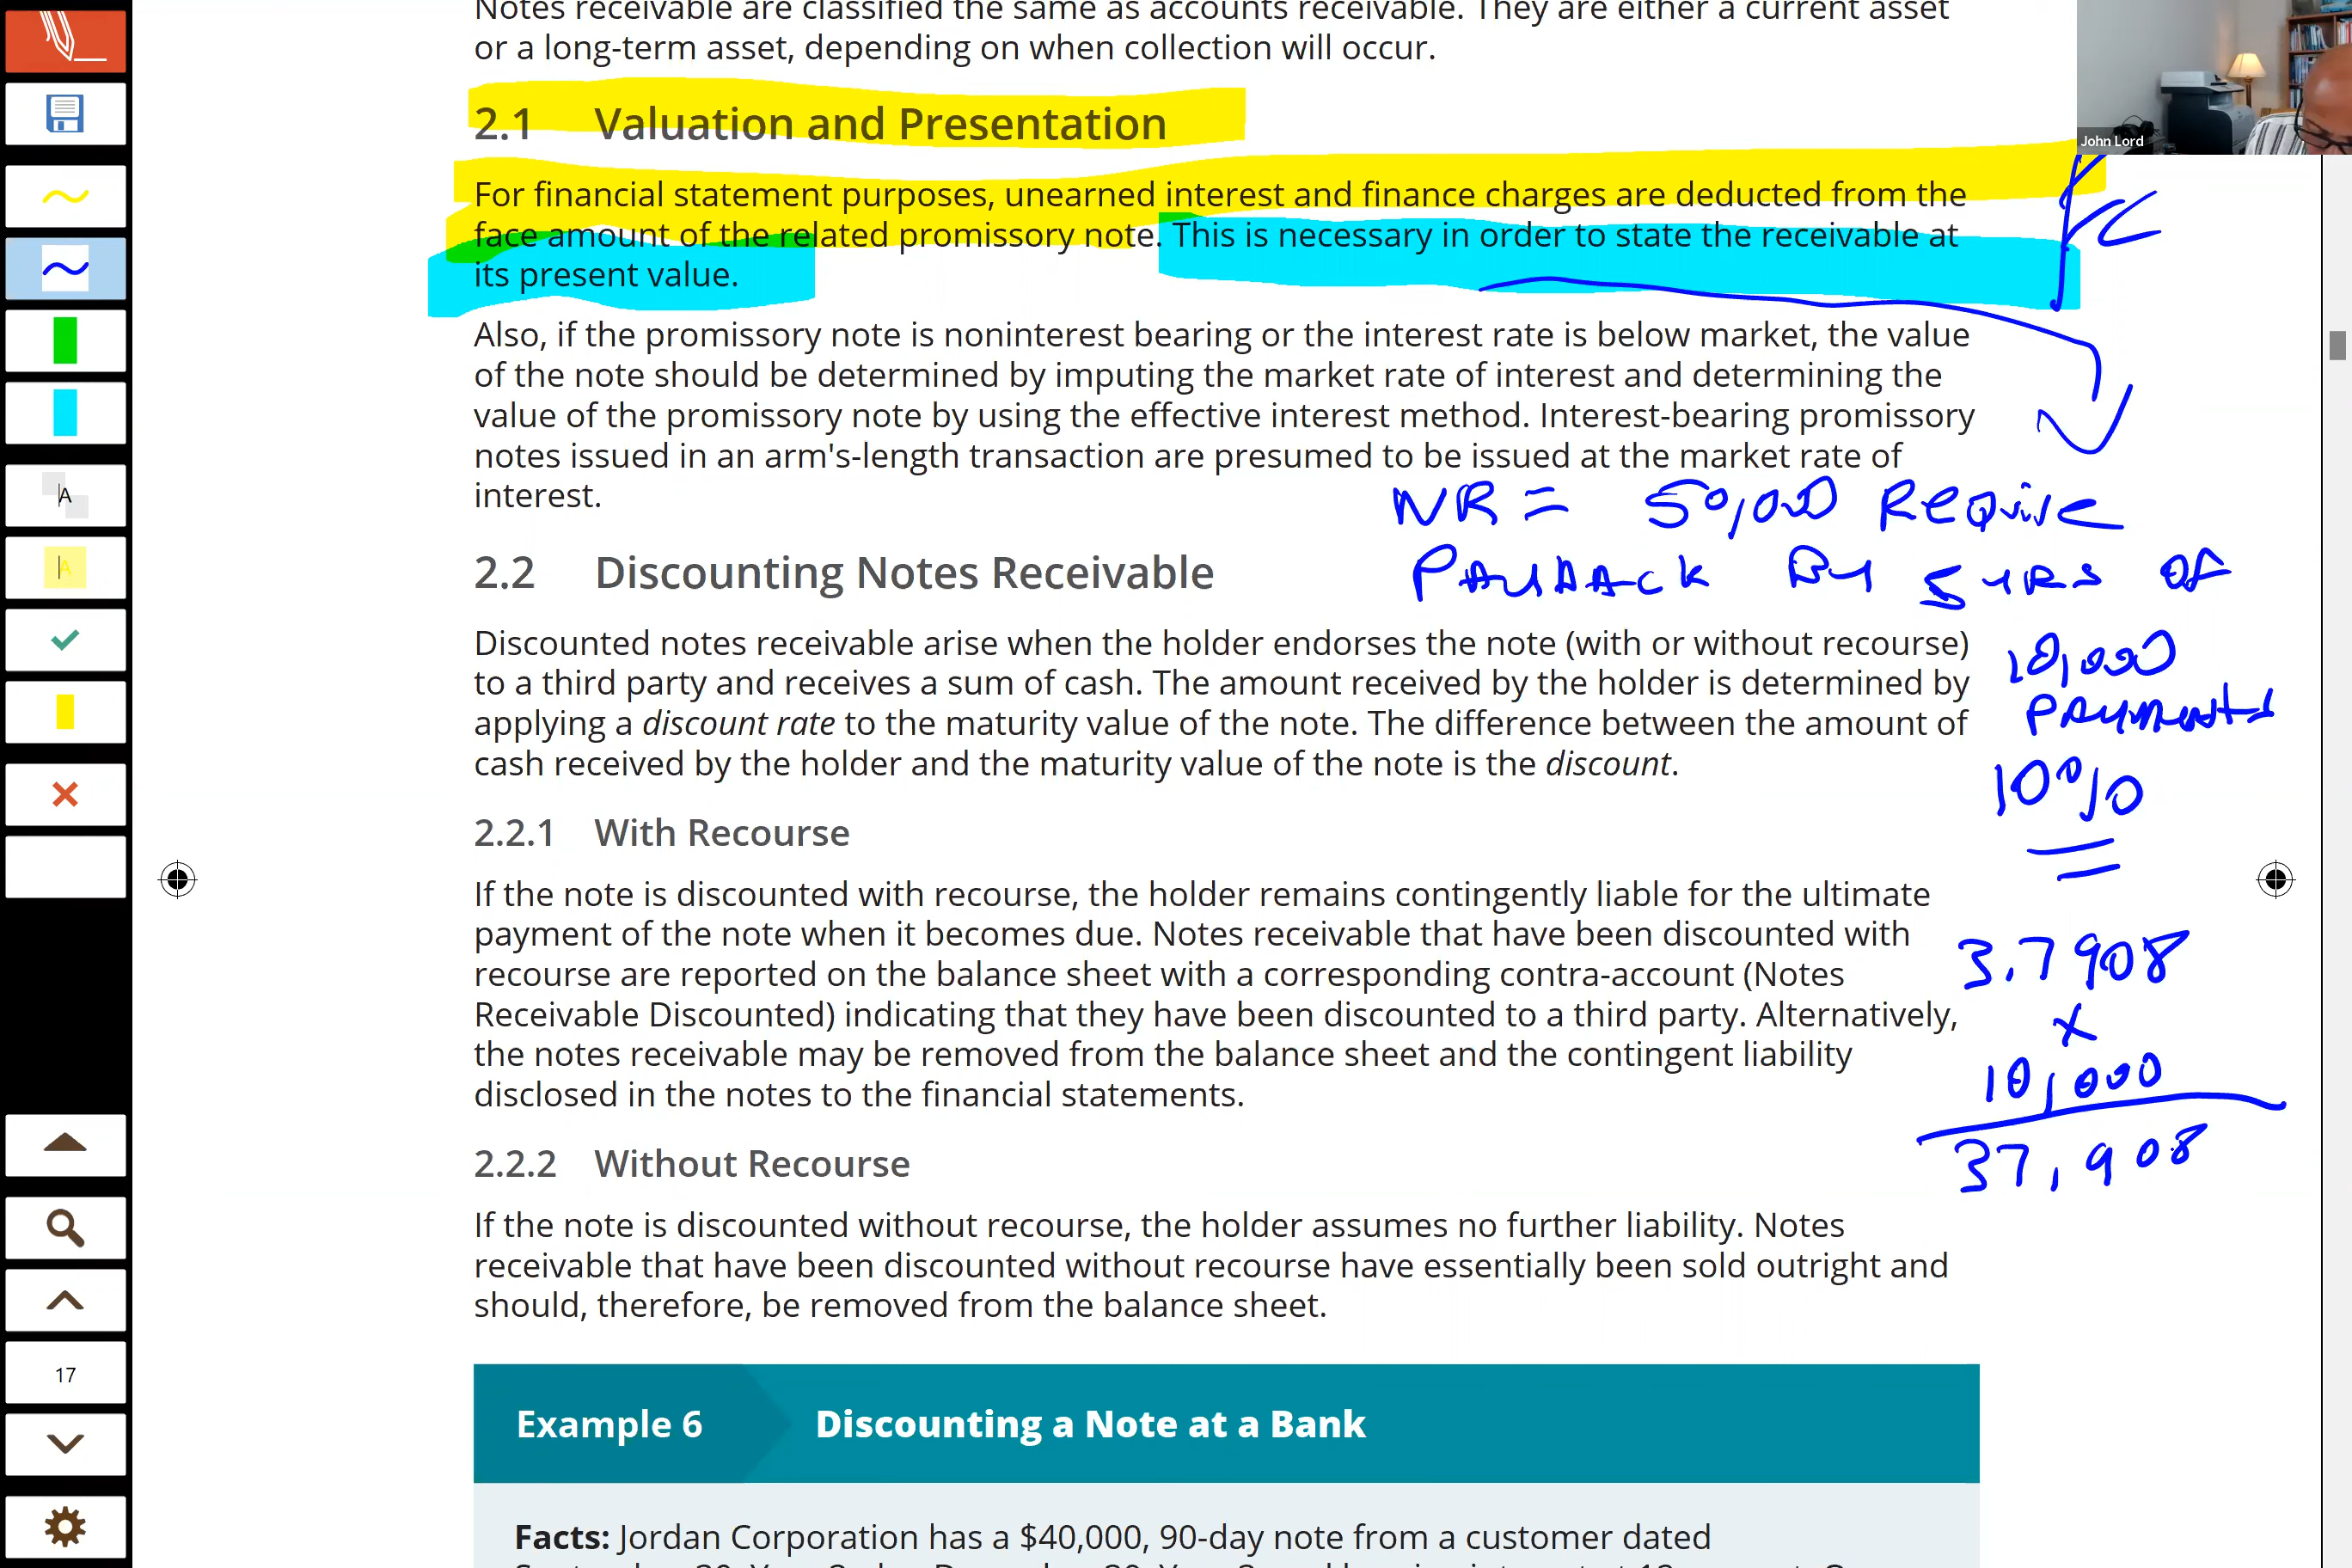 Notes receivable are classified the same as accounts receivable. They are either a current asset
or a long-term asset, depending on when collection will occur.
2.1 Valuation and Presentation
John Lord
For financial statement purposes, unearned interest and finance charges are deducted from the
face amount of the related promissory note. This is necessary in order to state the receivable at
its present value.
Also, if the promissory note is noninterest bearing or the interest rate is below market, the value
of the note should be determined by imputing the market rate of interest and determining the
value of the promissory note by using the effective interest method. Interest-bearing promissory
notes issued in an arm's-length transaction are presumed to be issued at the market rate of
interest.
NR = 50,000 Require
PAYBACK By 5 YRS OF
10,000
PAYMENTS
10%
2.2 Discounting Notes Receivable
Discounted notes receivable arise when the holder endorses the note (with or without recourse)
to a third party and receives a sum of cash. The amount received by the holder is determined by
applying a discount rate to the maturity value of the note. The difference between the amount of
cash received by the holder and the maturity value of the note is the discount.
2.2.1 With Recourse
If the note is discounted with recourse, the holder remains contingently liable for the ultimate
payment of the note when it becomes due. Notes receivable that have been discounted with
recourse are reported on the balance sheet with a corresponding contra-account (Notes
Receivable Discounted) indicating that they have been discounted to a third party. Alternatively,
the notes receivable may be removed from the balance sheet and the contingent liability
disclosed in the notes to the financial statements.
3.7908
x
10,000
37,908
2.2.2 Without Recourse
If the note is discounted without recourse, the holder assumes no further liability. Notes
receivable that have been discounted without recourse have essentially been sold outright and
should, therefore, be removed from the balance sheet.
Example 6 Discounting a Note at a Bank
Facts: Jordan Corporation has a $40,000, 90-day note from a customer dated
A
A
17